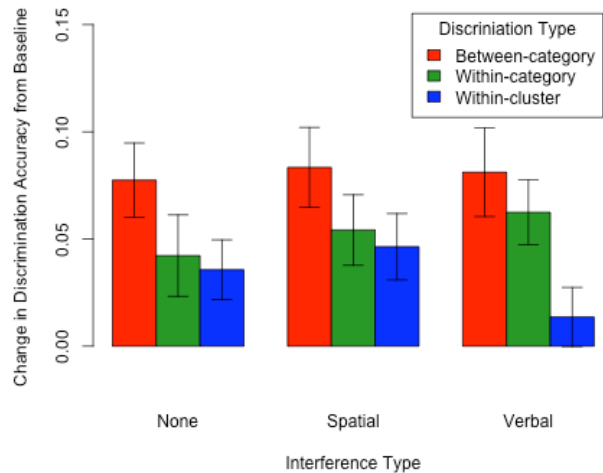 Change in Discrimination Accuracy from Baseline
0.15
0.10
0.05
0.00
Discriniation Type
Between-category
Within-category
Within-cluster
None Spatial Verbal
Interference Type